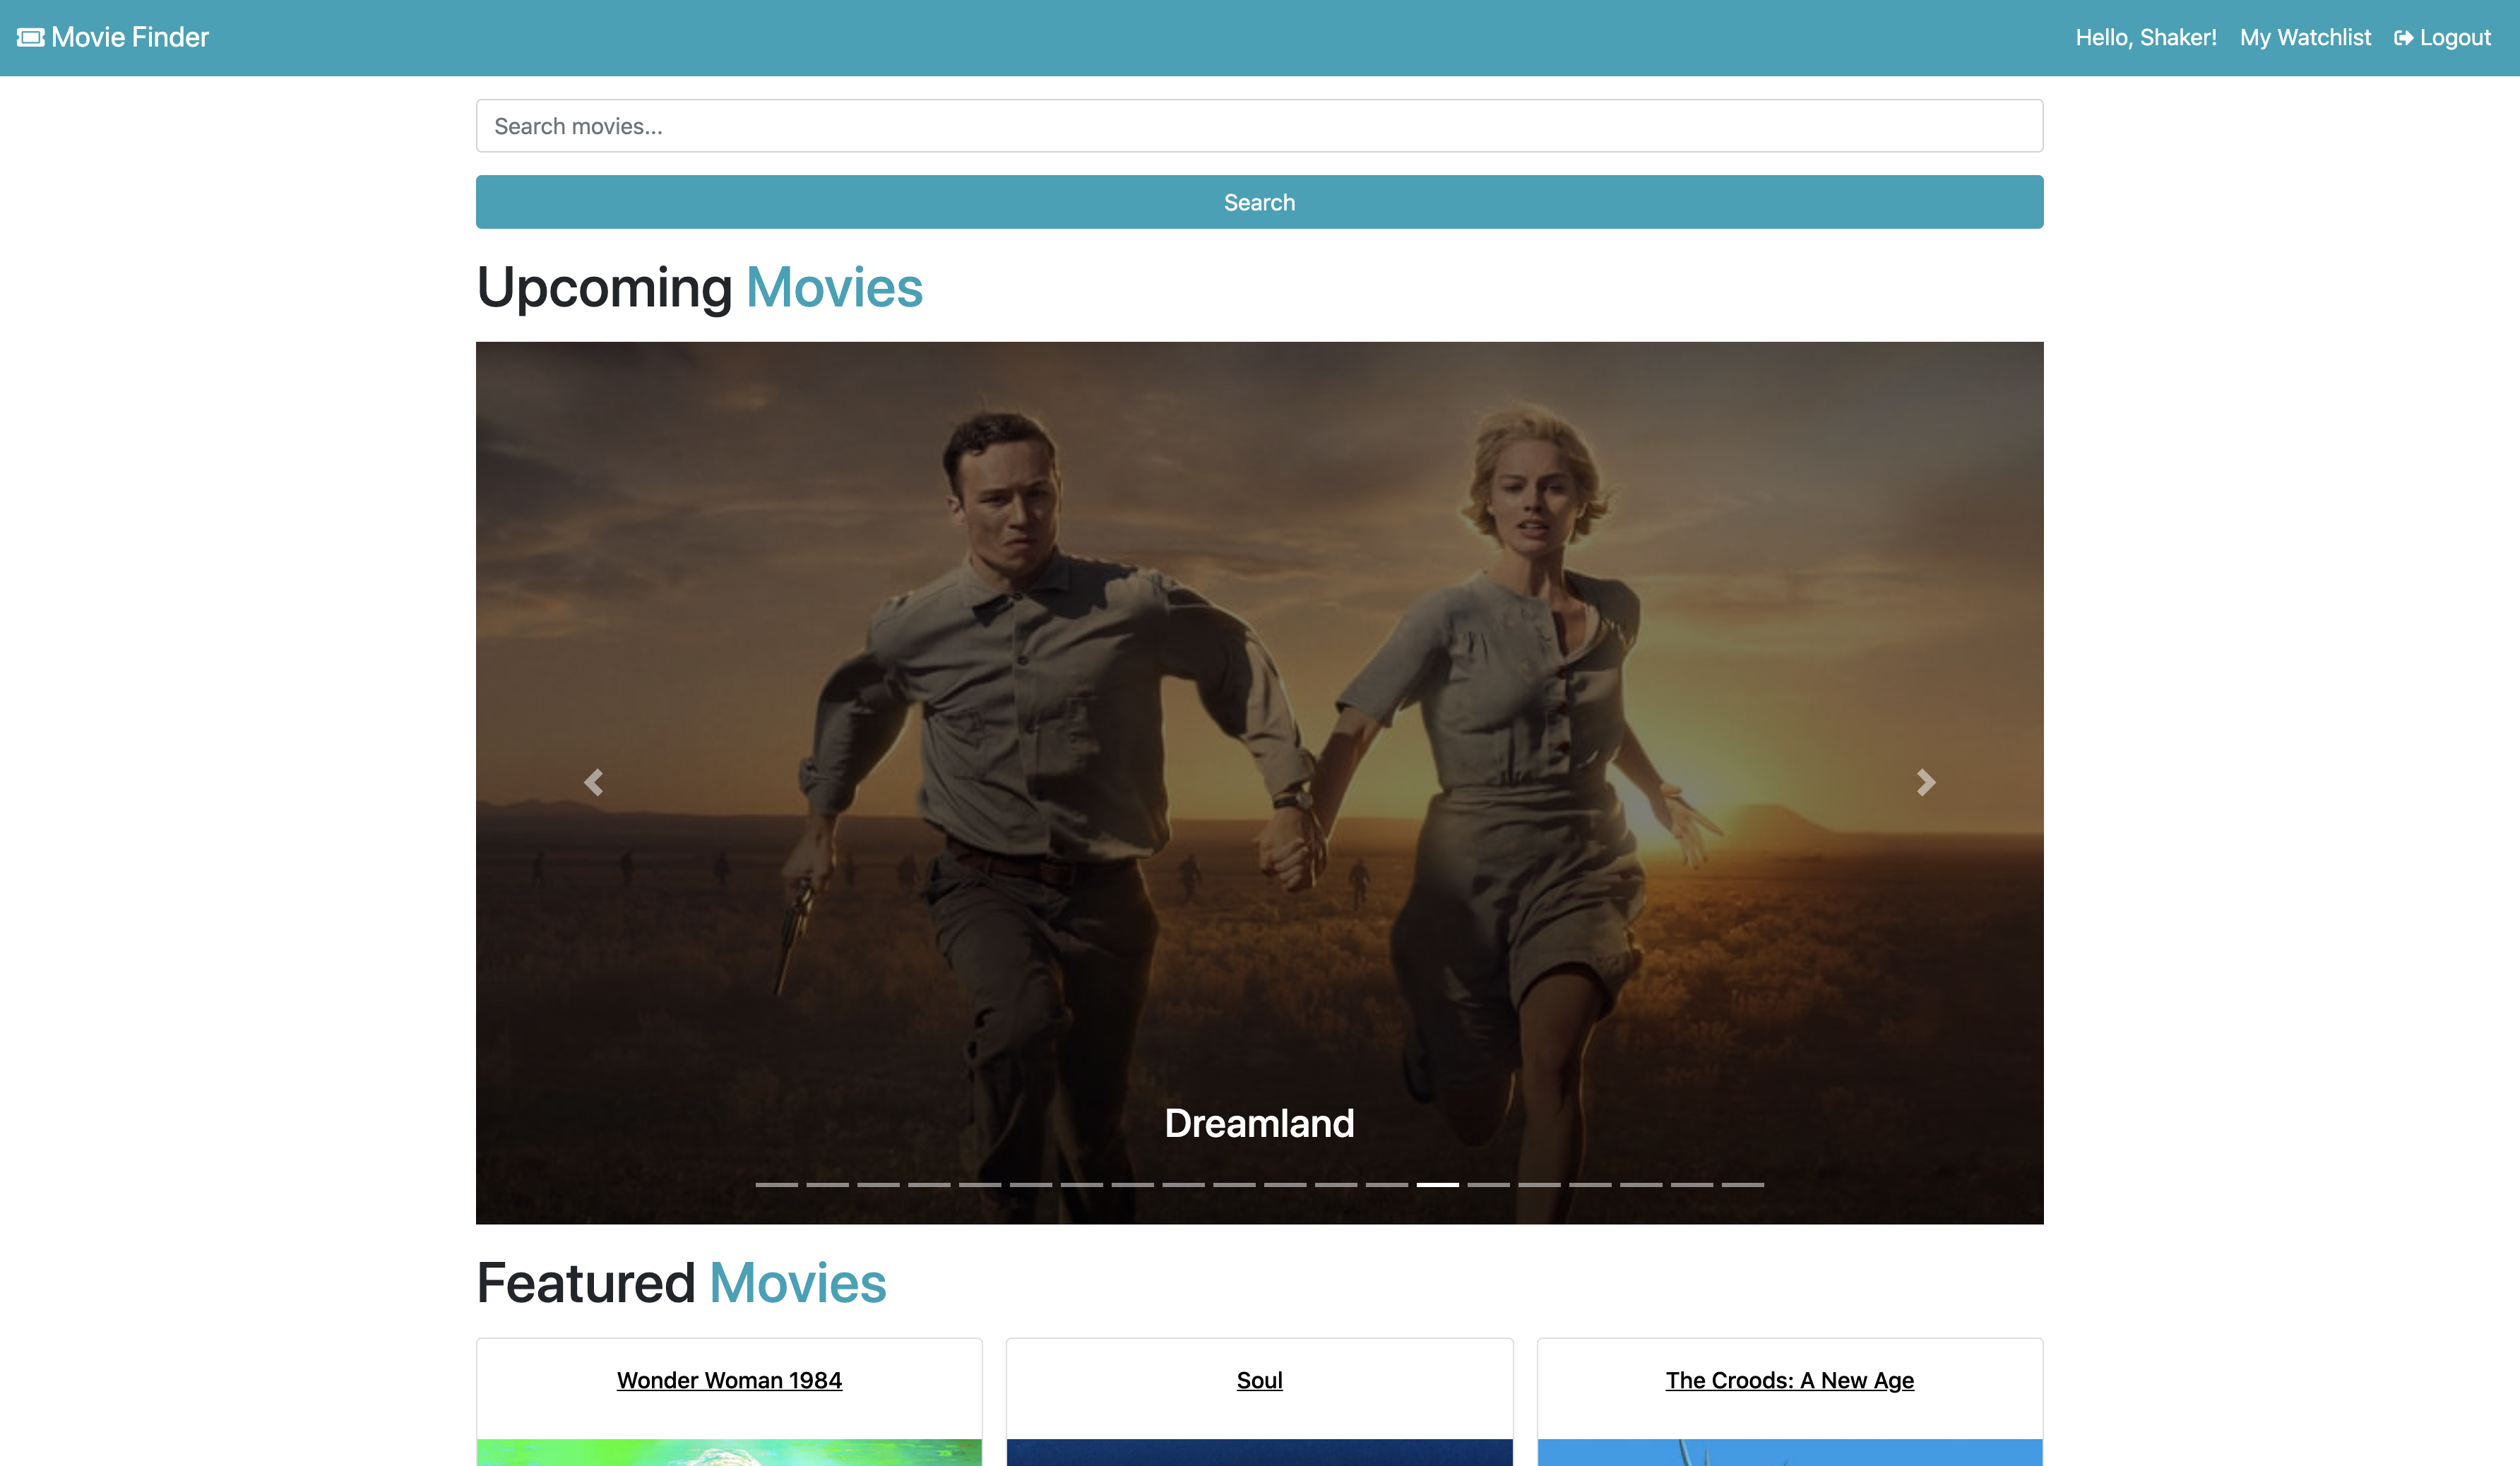 Movie Finder
Hello, Shaker! My Watchlist Logout
Search movies...
Search
Upcoming Movies
Dreamland
Featured Movies
Wonder Woman 1984
Soul
The Croods: A New Age